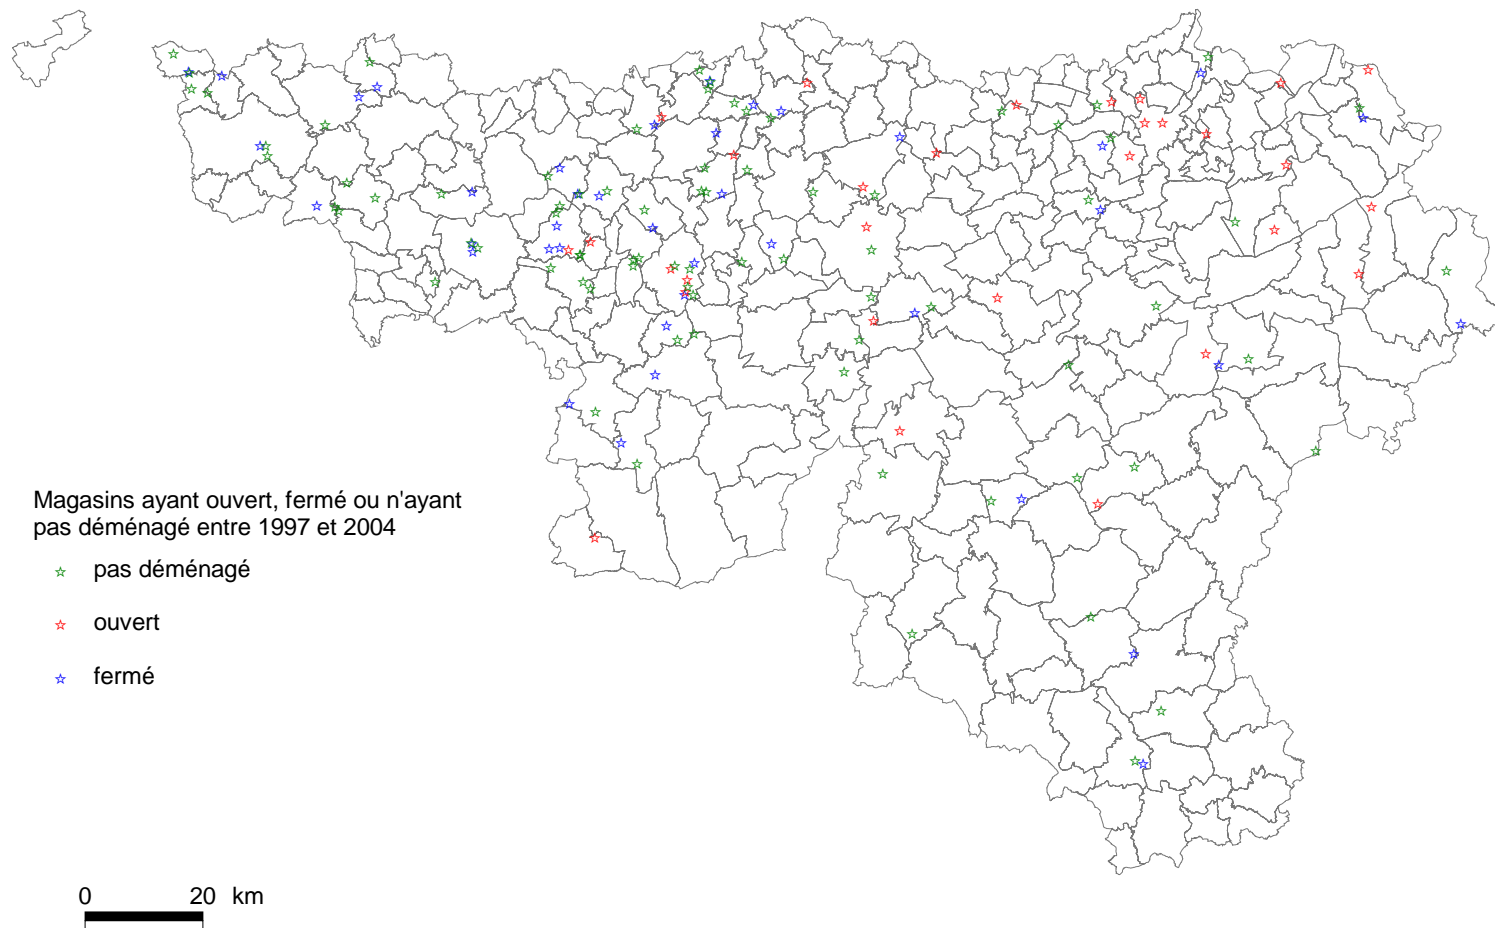 Magasins ayant ouvert, fermé ou n'ayant
pas déménagé entre 1997 et 2004
pas déménagé
ouvert
fermé
0 20 km